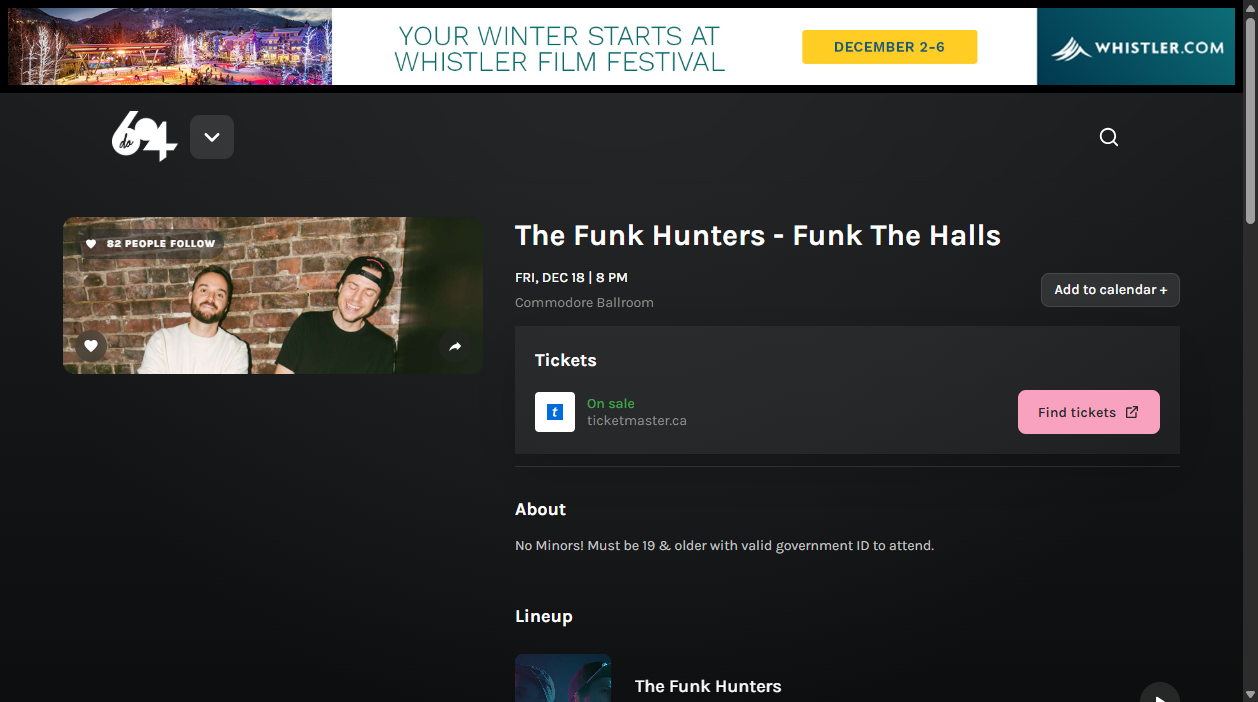 YOUR WINTER STARTS AT
WHISTLER FILM FESTIVAL
DECEMBER 2-6
WHISTLER.COM
do604
82 PEOPLE FOLLOW
The Funk Hunters - Funk The Halls
FRI, DEC 18 | 8 PM
Commodore Ballroom
Add to calendar +
Tickets
t
On sale
ticketmaster.ca
Find tickets
About
No Minors! Must be 19 & older with valid government ID to attend.
Lineup
The Funk Hunters